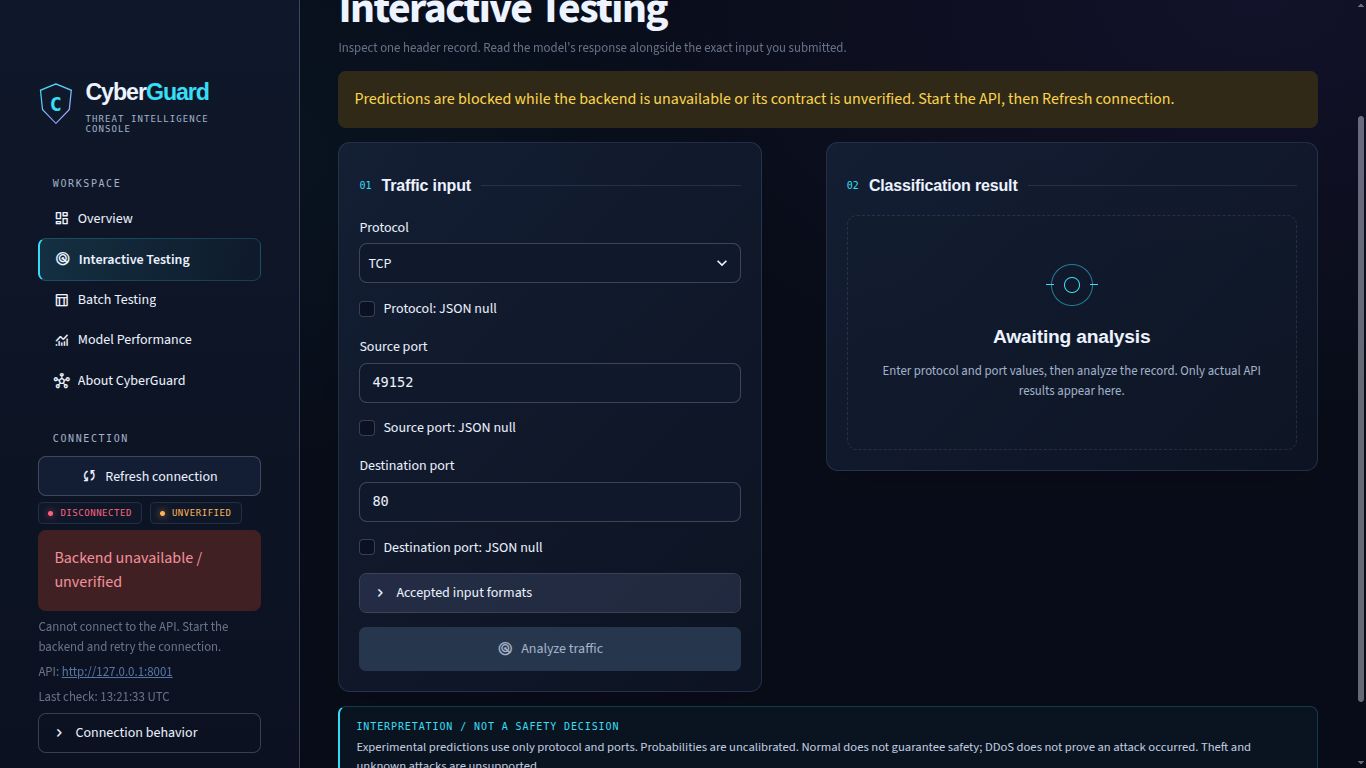 C
CyberGuard
THREAT INTELLIGENCE
CONSOLE
WORKSPACE
Overview
Interactive Testing
Batch Testing
Model Performance
About CyberGuard
CONNECTION
Refresh connection
DISCONNECTED
UNVERIFIED
Backend unavailable /
unverified
Cannot connect to the API. Start the
backend and retry the connection.
API: http://127.0.0.1:8001
Last check: 13:21:33 UTC
Connection behavior
Interactive Testing
Inspect one header record. Read the model's response alongside the exact input you submitted.
Predictions are blocked while the backend is unavailable or its contract is unverified. Start the API, then Refresh connection.
01 Traffic input
Protocol
TCP
Protocol: JSON null
Source port
49152
Source port: JSON null
Destination port
80
Destination port: JSON null
Accepted input formats
Analyze traffic
02 Classification result
Awaiting analysis
Enter protocol and port values, then analyze the record. Only actual API
results appear here.
INTERPRETATION / NOT A SAFETY DECISION
Experimental predictions use only protocol and ports. Probabilities are uncalibrated. Normal does not guarantee safety; DDoS does not prove an attack occurred. Theft and
unknown attacks are unsupported.